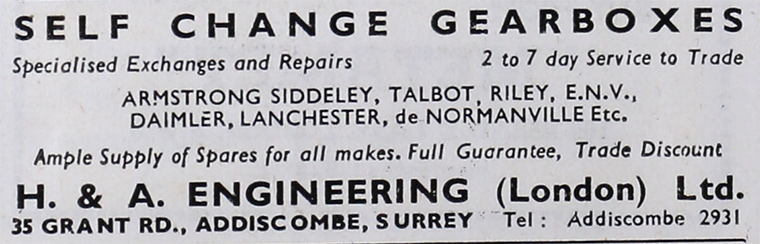 SELF CHANGE GEARBOXES
Specialised Exchanges and Repairs 2 to 7 day Service to Trade
ARMSTRONG SIDDELEY, TALBOT, RILEY, E.N.V.,
DAIMLER, LANCHESTER, de NORMANVILLE Etc.
Ample Supply of Spares for all makes. Full Guarantee, Trade Discount
H. & A. ENGINEERING (London) Ltd.
35 GRANT RD., ADDISCOMBE, SURREY Tel : Addiscombe 2931